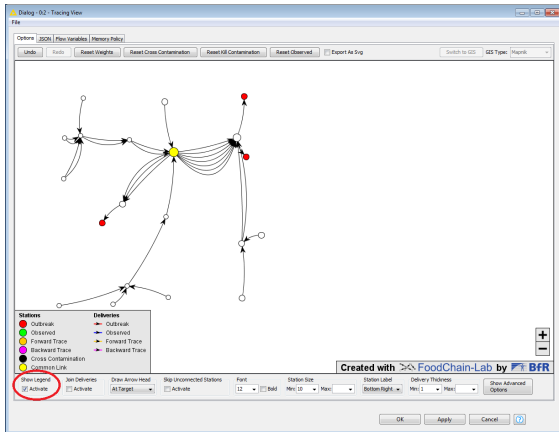 Dialog - 0:2 - Tracing View
File
Options JSON Flow Variables Memory Policy
Undo Redo Reset Weights Reset Cross Contamination Reset Kill Contamination Reset Observed Export As Svg Switch to GIS GIS Type: Mapnik
Stations Deliveries
Outbreak Outbreak
Observed Observed
Forward Trace Forward Trace
Backward Trace Backward Trace
Cross Contamination
Common Link
+
−
Created with FoodChain-Lab by BfR
Show Legend Join Deliveries Draw Arrow Head Skip Unconnected Stations Font Station Size Station Label Delivery Thickness
Activate Activate At Target Activate 12 Bold Min: 10 Max: Bottom Right Min: 1 Max: Show Advanced Options
OK Apply Cancel ?